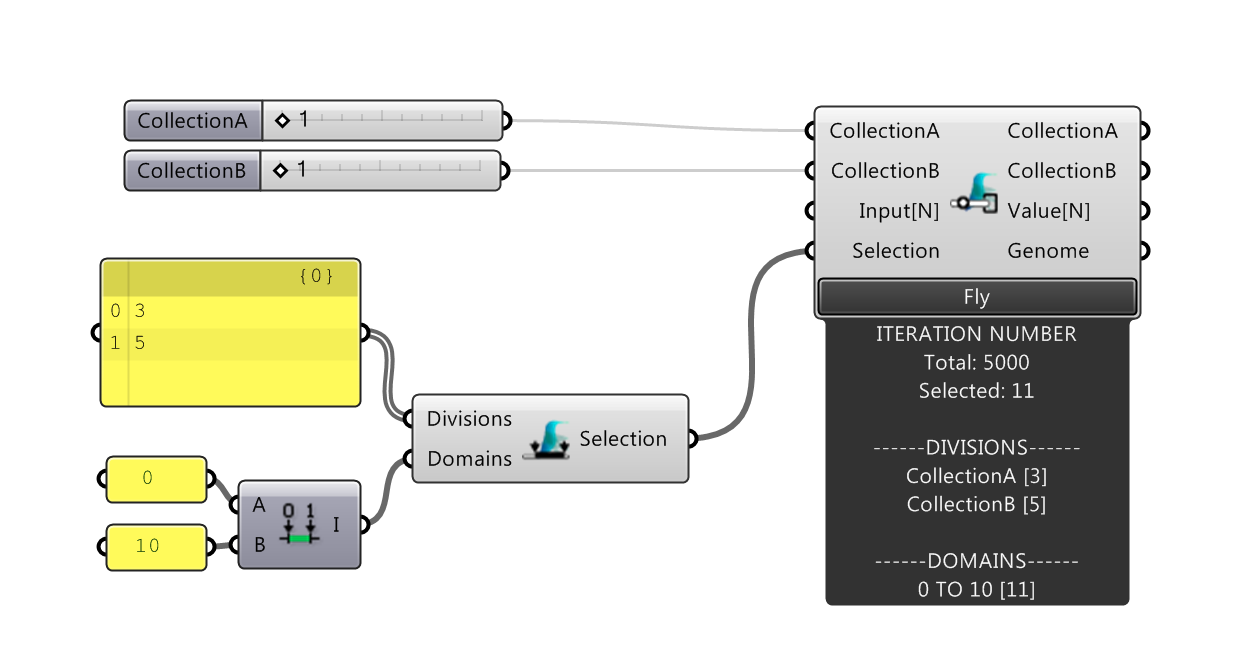 CollectionA 1
CollectionB 1
{0}
0 3
1 5
0
10
A
B
0 1
I
Divisions
Domains
Selection
CollectionA CollectionA
CollectionB CollectionB
Input[N] Value[N]
Selection Genome
Fly
ITERATION NUMBER
Total: 5000
Selected: 11
------DIVISIONS------
CollectionA [3]
CollectionB [5]
------DOMAINS------
0 TO 10 [11]